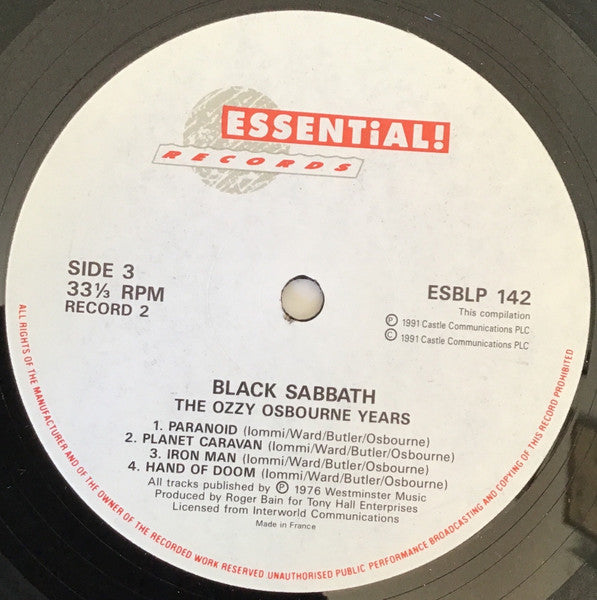 ESSENTiAL!
RECORDS
SIDE 3
33⅓ RPM
RECORD 2
ESBLP 142
This compilation
℗ 1991 Castle Communications PLC
© 1991 Castle Communications PLC
BLACK SABBATH
THE OZZY OSBOURNE YEARS
1. PARANOID (Iommi/Ward/Butler/Osbourne)
2. PLANET CARAVAN (Iommi/Ward/Butler/Osbourne)
3. IRON MAN (Iommi/Ward/Butler/Osbourne)
4. HAND OF DOOM (Iommi/Ward/Butler/Osbourne)
All tracks published by ℗ 1976 Westminster Music
Produced by Roger Bain for Tony Hall Enterprises
Licensed from Interworld Communications
Made in France
ALL RIGHTS OF THE MANUFACTURER AND OF THE OWNER OF THE RECORDED WORK RESERVED UNAUTHORISED PUBLIC PERFORMANCE BROADCASTING AND COPYING OF THIS RECORD PROHIBITED